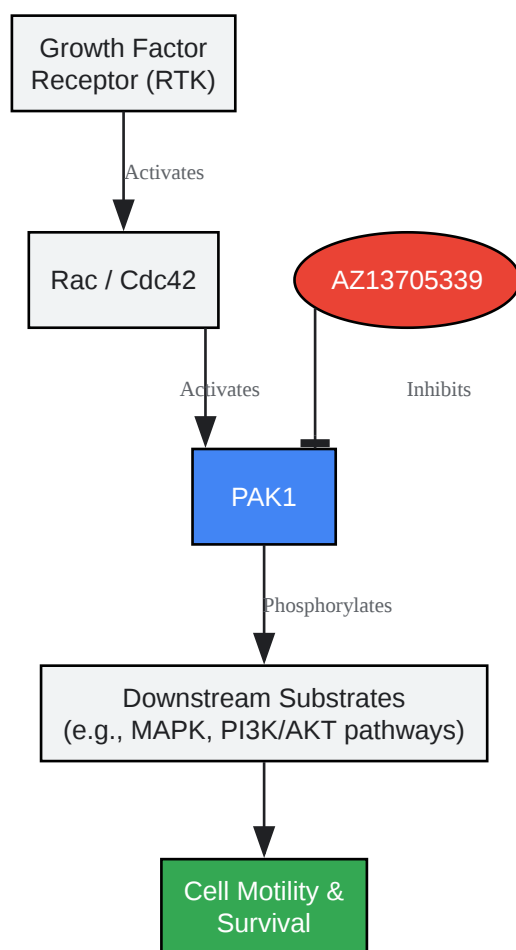 Growth Factor
Receptor (RTK)
Activates
Rac / Cdc42
AZ13705339
Activates
Inhibits
PAK1
Phosphorylates
Downstream Substrates
(e.g., MAPK, PI3K/AKT pathways)
Cell Motility &
Survival